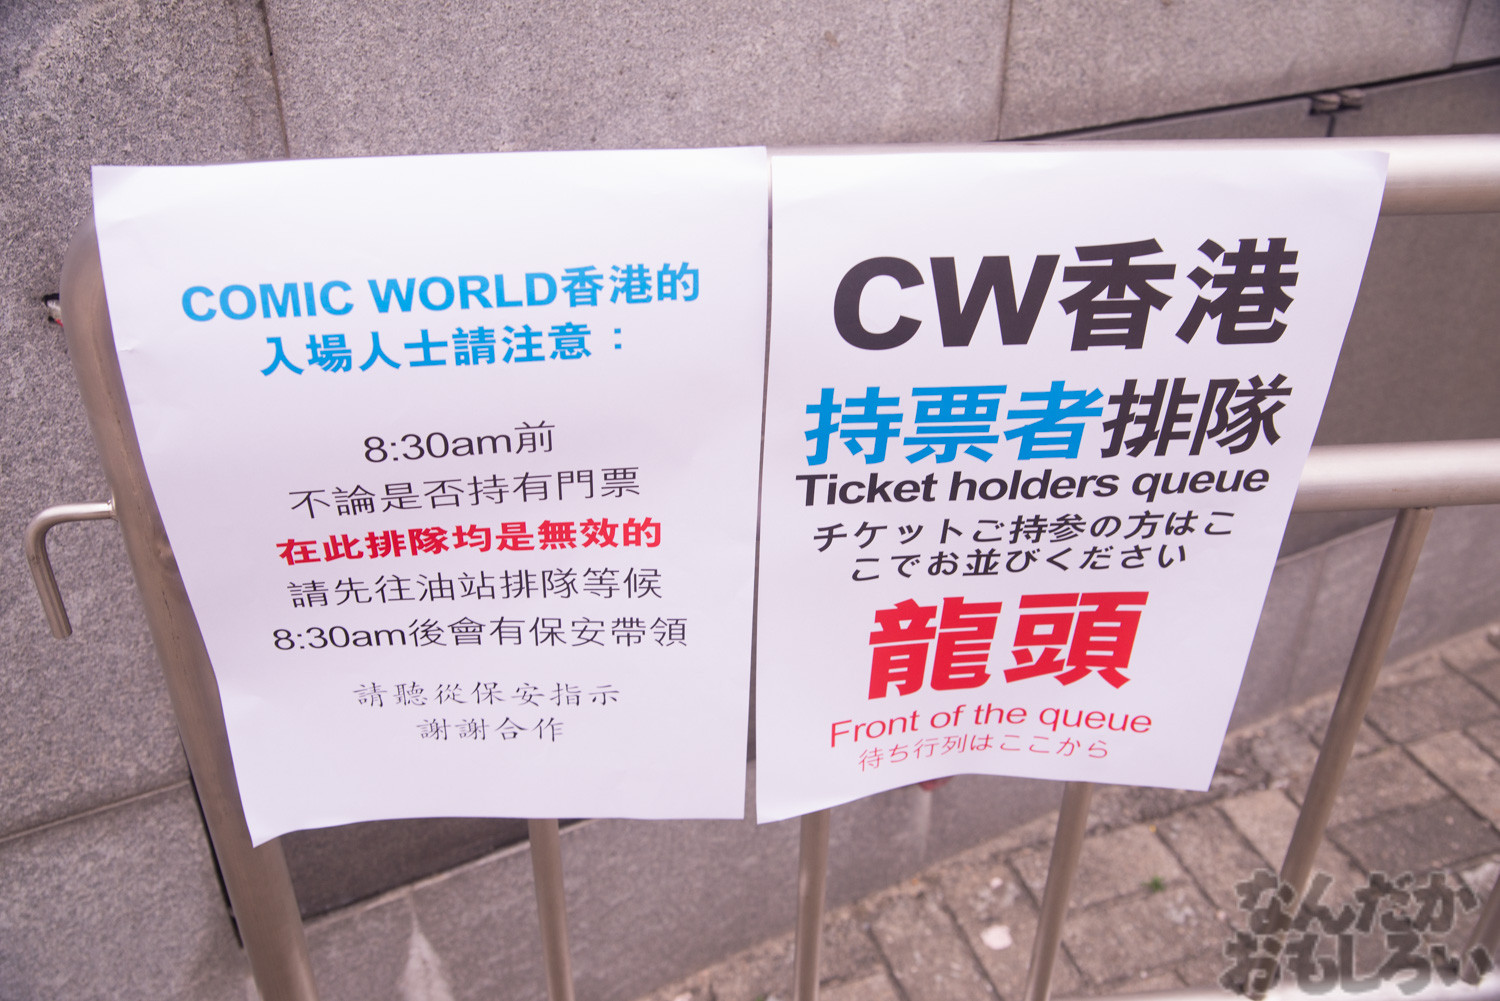 COMIC WORLD香港的
入場人士請注意：
8:30am前
不論是否持有門票
在此排隊均是無效的
請先往油站排隊等候
8:30am後會有保安帶領
請聽從保安指示
謝謝合作
CW香港
持票者排隊
Ticket holders queue
チケットご持参の方はこ
こでお並びください
龍頭
Front of the queue
待ち行列はここから
なんだか
おもしろい